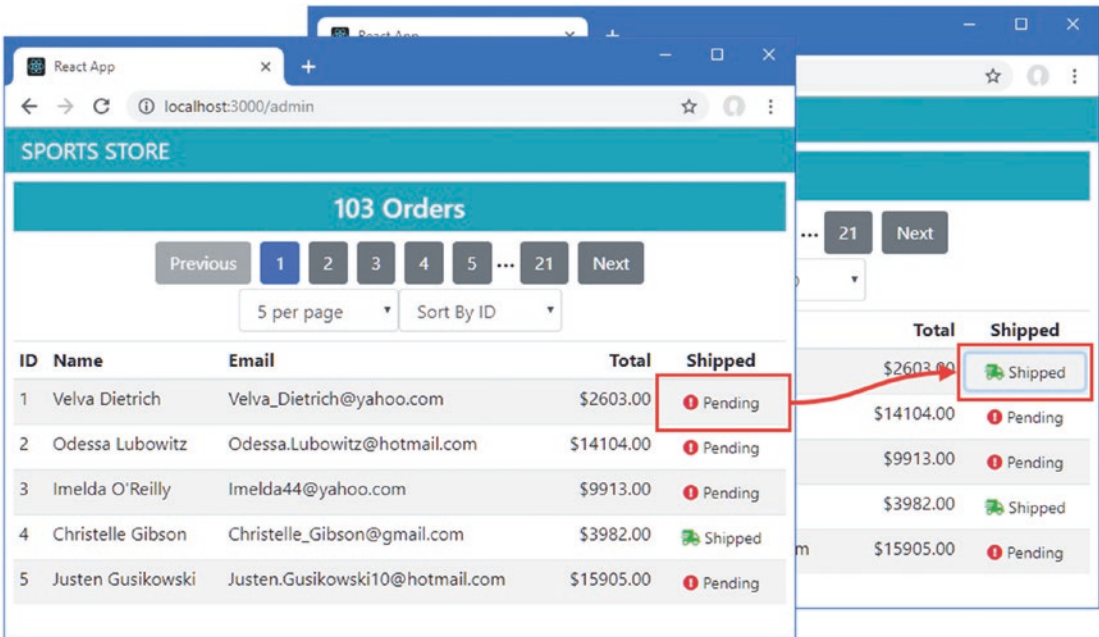 React App
React App
localhost:3000/admin
SPORTS STORE
103 Orders
Previous 1 2 3 4 5 ... 21 Next
5 per page Sort By ID
ID Name Email Total Shipped
1 Velva Dietrich Velva_Dietrich@yahoo.com $2603.00 Pending
2 Odessa Lubowitz Odessa.Lubowitz@hotmail.com $14104.00 Pending
3 Imelda O'Reilly Imelda44@yahoo.com $9913.00 Pending
4 Christelle Gibson Christelle_Gibson@gmail.com $3982.00 Shipped
5 Justen Gusikowski Justen.Gusikowski10@hotmail.com $15905.00 Pending
... 21 Next
Total Shipped
$2603.00 Shipped
$14104.00 Pending
$9913.00 Pending
$3982.00 Shipped
m $15905.00 Pending